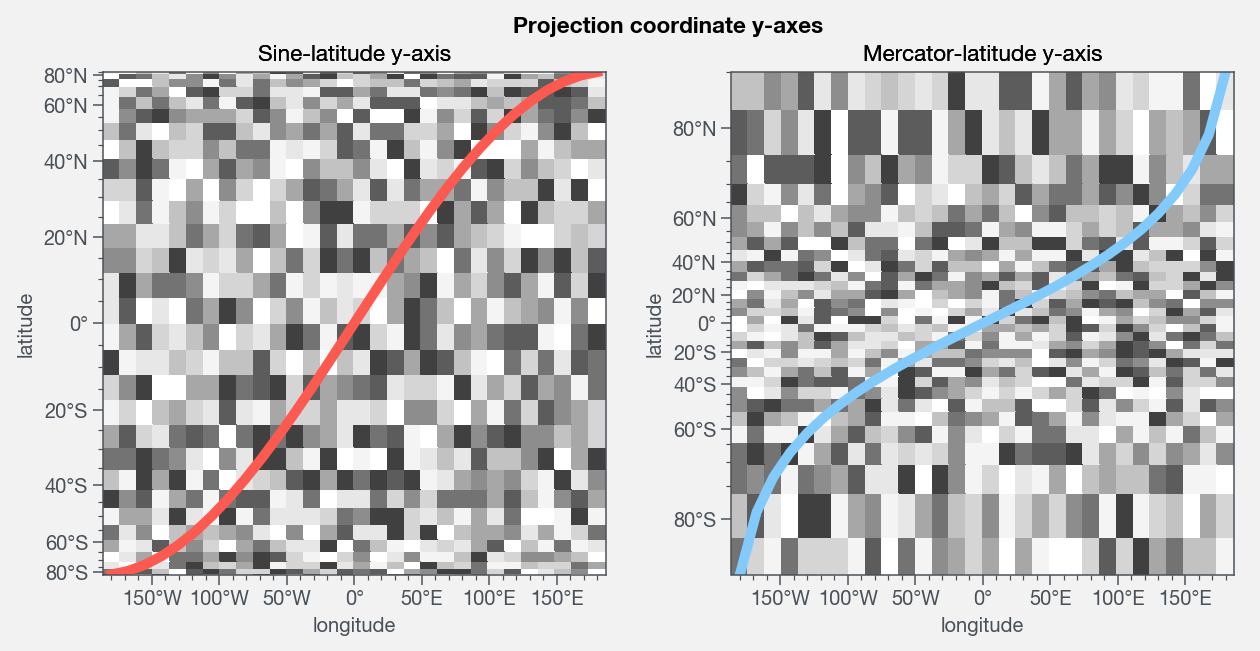 Projection coordinate y-axes
Sine-latitude y-axis
80°N
60°N
40°N
20°N
0°
20°S
40°S
60°S
80°S
latitude
150°W 100°W 50°W 0° 50°E 100°E 150°E
longitude
Mercator-latitude y-axis
80°N
60°N
40°N
20°N
0°
20°S
40°S
60°S
80°S
latitude
150°W 100°W 50°W 0° 50°E 100°E 150°E
longitude